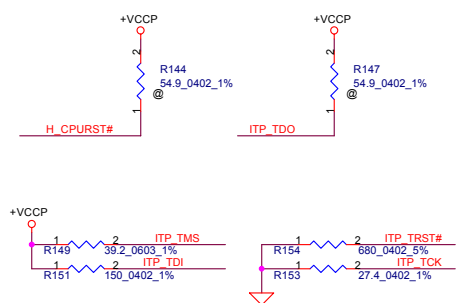 +VCCP
+VCCP
2
2
R144
R147
54.9_0402_1%
54.9_0402_1%
@
@
1
1
H_CPURST#
ITP_TDO
+VCCP
1 2 ITP_TMS
R149 39.2_0603_1%
1 2 ITP_TDI
R151 150_0402_1%
1 2 ITP_TRST#
R154 680_0402_5%
1 2 ITP_TCK
R153 27.4_0402_1%